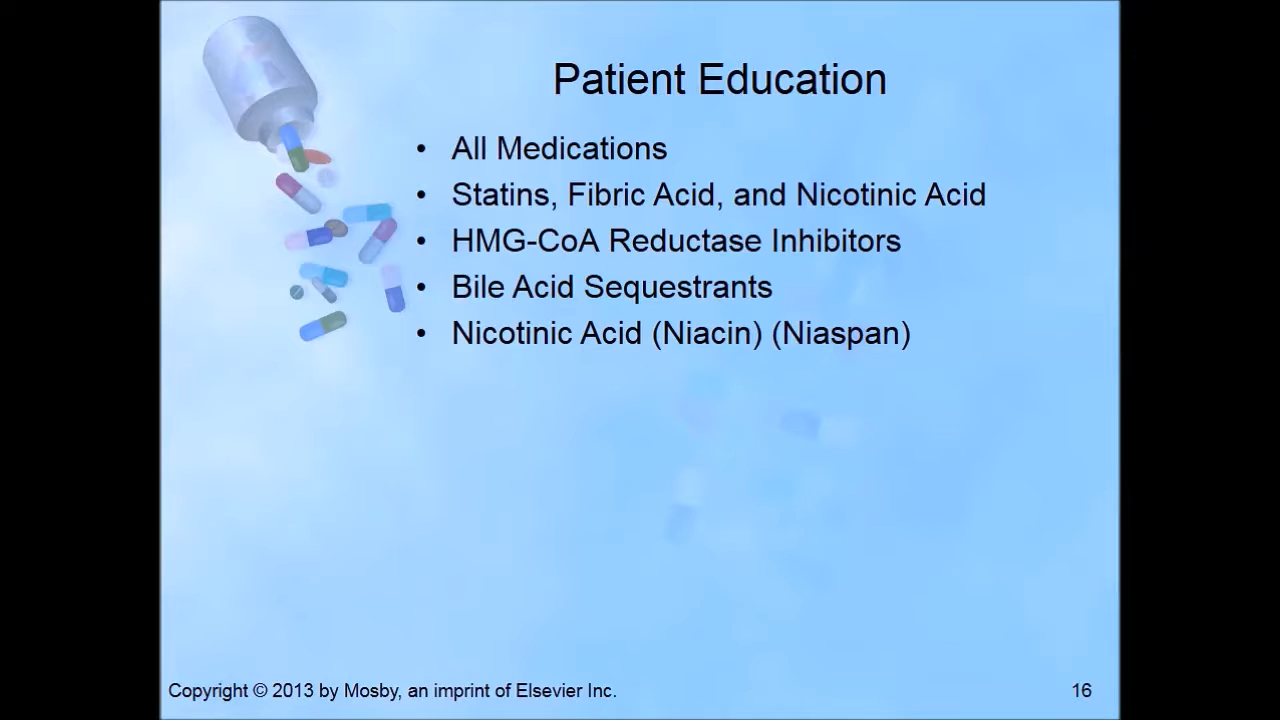 Patient Education
• All Medications
• Statins, Fibric Acid, and Nicotinic Acid
• HMG-CoA Reductase Inhibitors
• Bile Acid Sequestrants
• Nicotinic Acid (Niacin) (Niaspan)
Copyright © 2013 by Mosby, an imprint of Elsevier Inc.
16